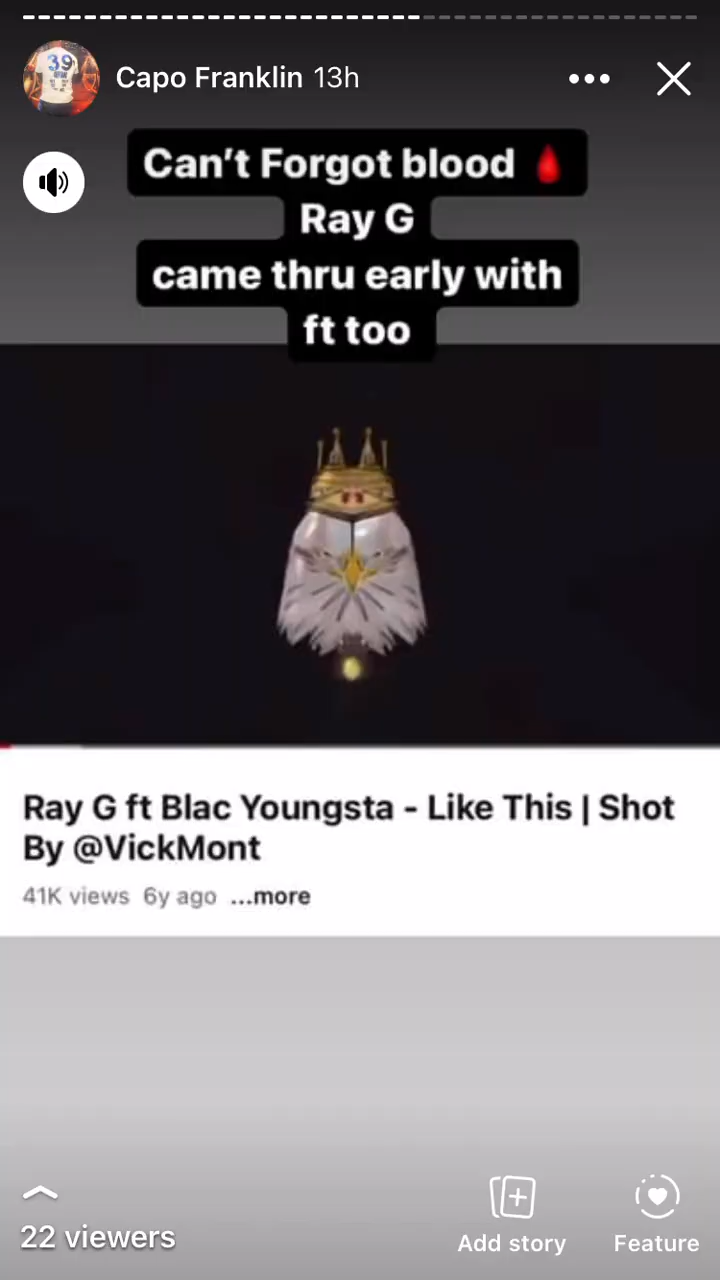 Capo Franklin 13h
Can't Forgot blood 🩸
Ray G
came thru early with
ft too
Ray G ft Blac Youngsta - Like This | Shot
By @VickMont
41K views 6y ago ...more
22 viewers
Add story
Feature